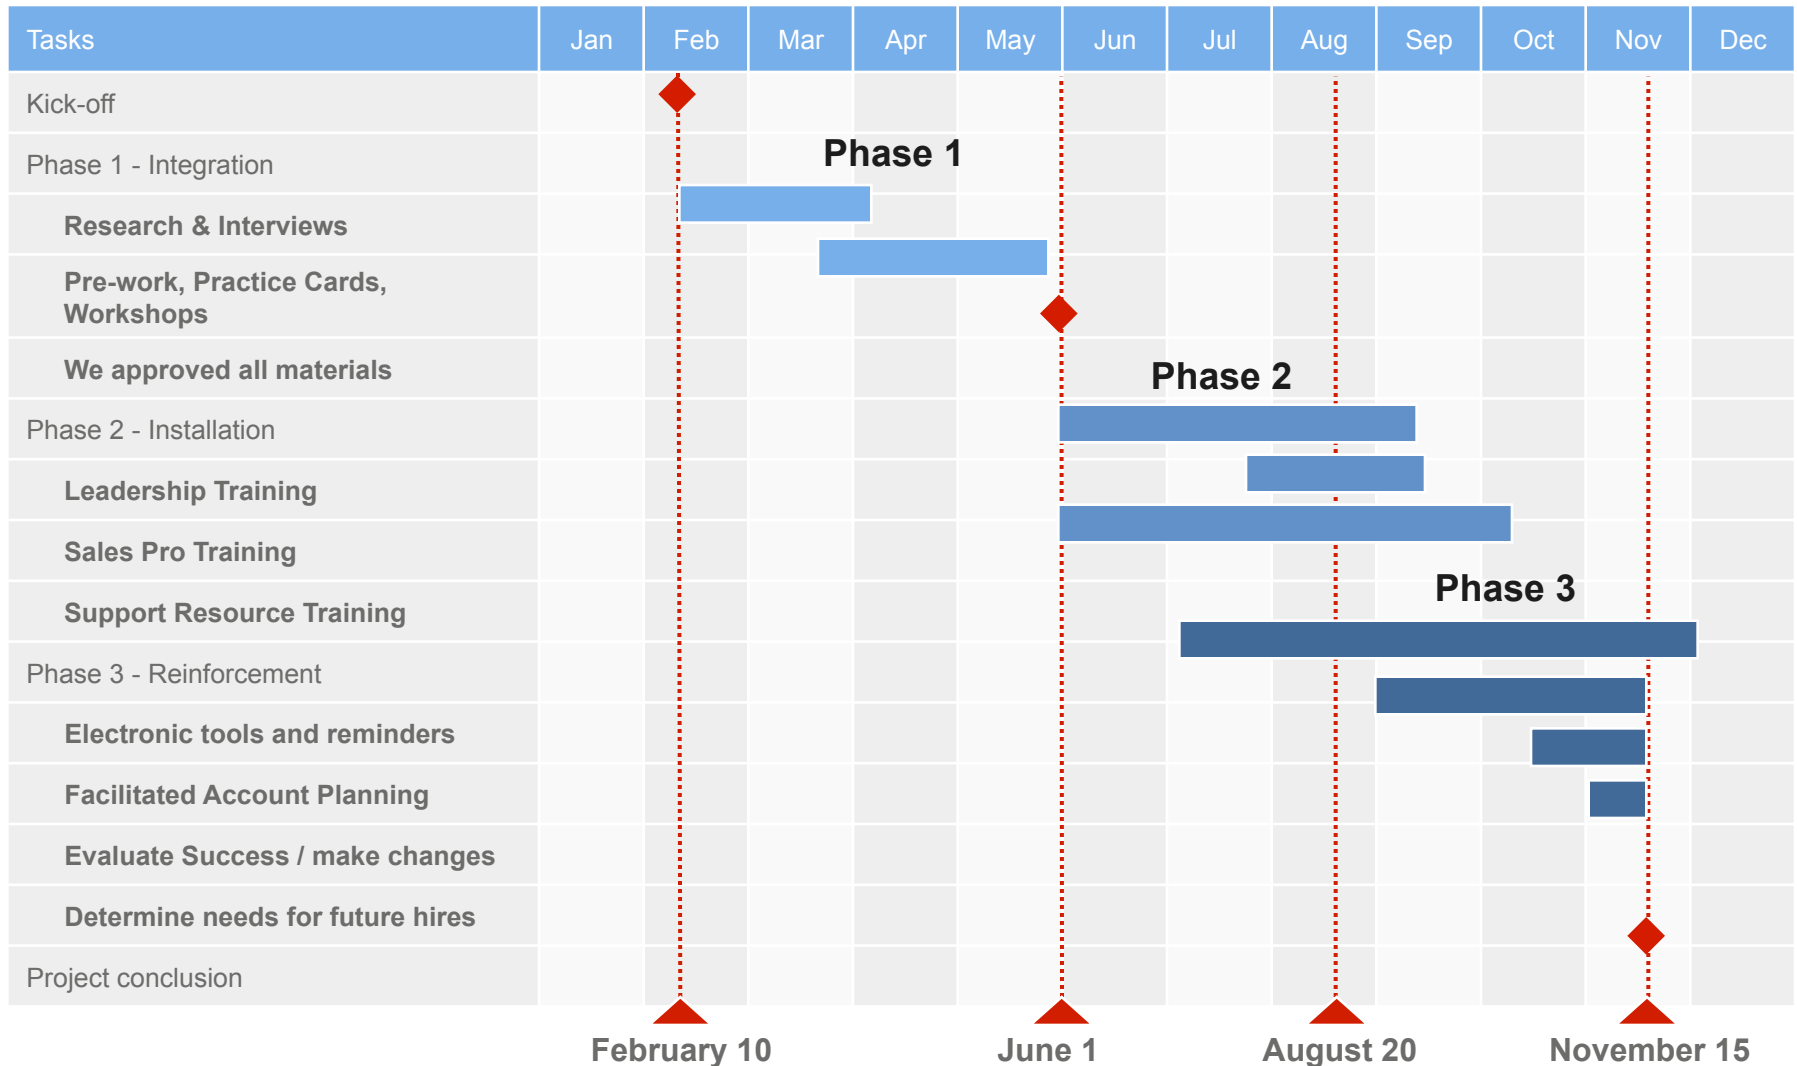 Tasks Jan Feb Mar Apr May Jun Jul Aug Sep Oct Nov Dec
Kick-off
Phase 1
Phase 1 - Integration
Research & Interviews
Pre-work, Practice Cards,
Workshops
We approved all materials
Phase 2
Phase 2 - Installation
Leadership Training
Sales Pro Training
Phase 3
Support Resource Training
Phase 3 - Reinforcement
Electronic tools and reminders
Facilitated Account Planning
Evaluate Success / make changes
Determine needs for future hires
Project conclusion
February 10 June 1 August 20 November 15